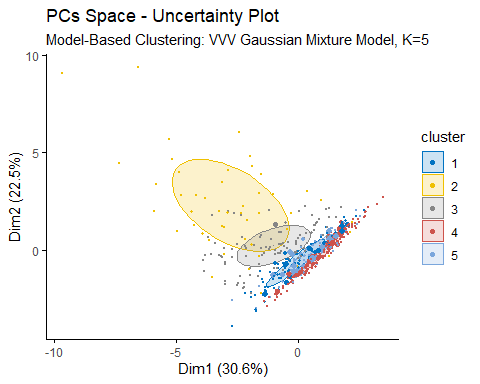 PCs Space - Uncertainty Plot
Model-Based Clustering: VVV Gaussian Mixture Model, K=5
10
5
0
Dim2 (22.5%)
-10
-5
0
Dim1 (30.6%)
cluster
1
2
3
4
5